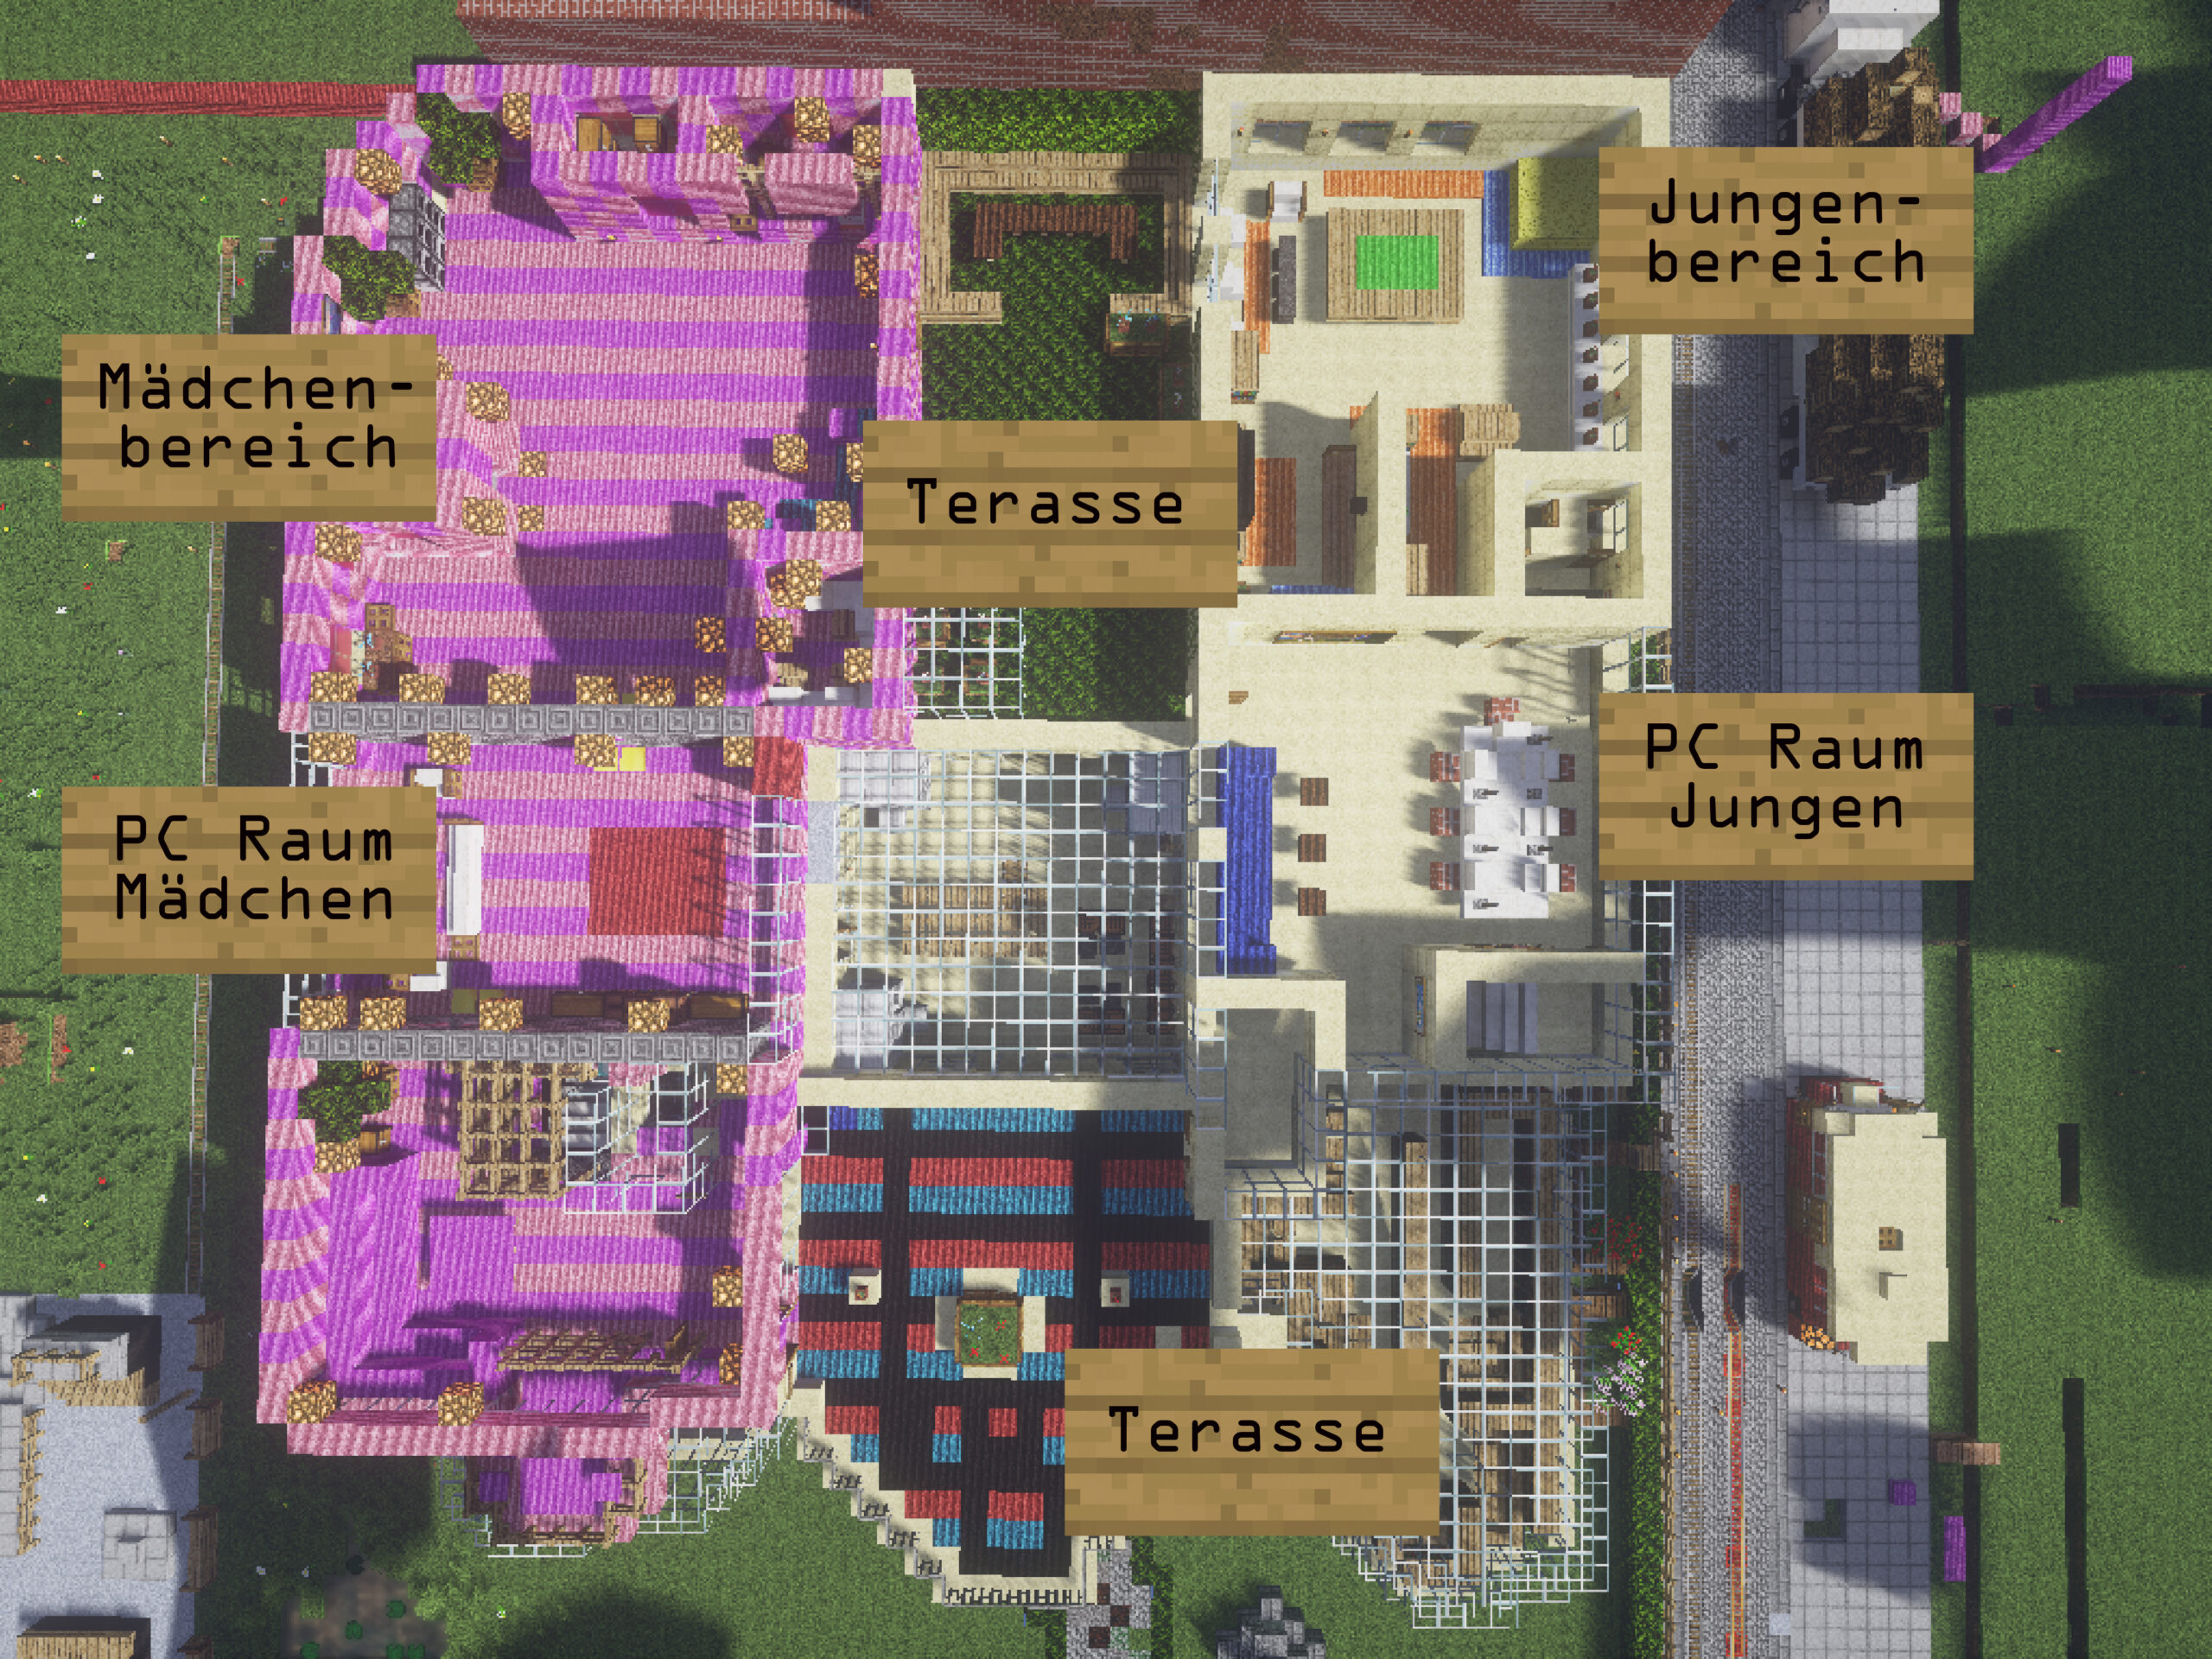 Jungen-
bereich
Mädchen-
bereich
Terasse
PC Raum
Jungen
PC Raum
Mädchen
Terasse